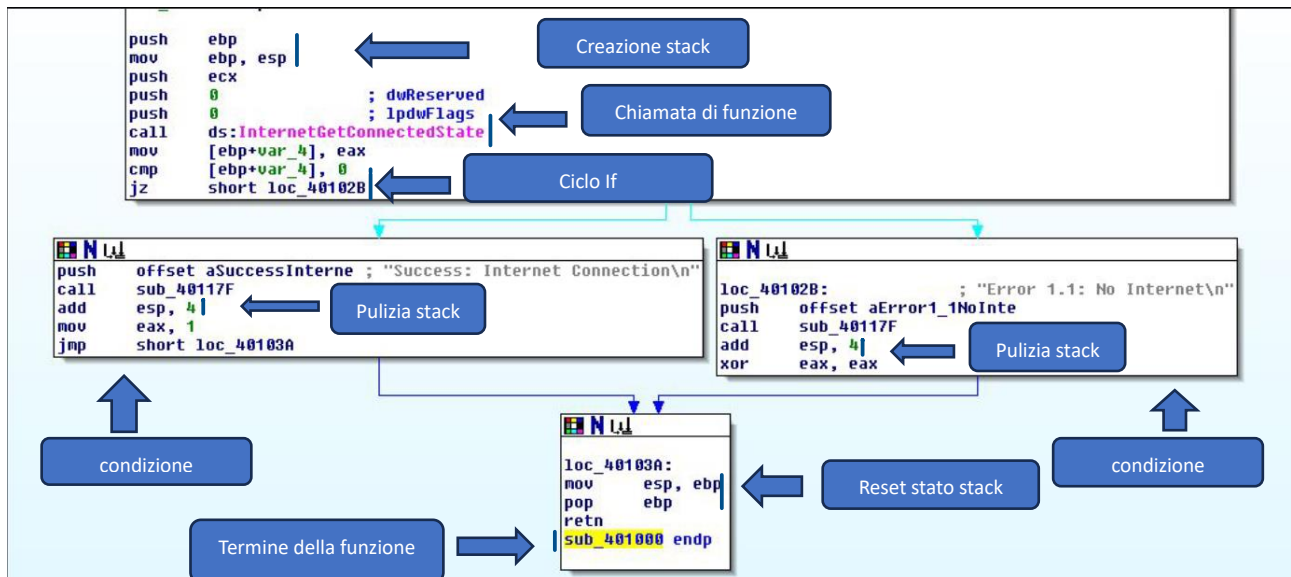 push ebp
mov ebp, esp
push ecx
push 0 ; dwReserved
push 0 ; lpdwFlags
call ds:InternetGetConnectedState
mov [ebp+var_4], eax
cmp [ebp+var_4], 0
jz short loc_40102B
Creazione stack
Chiamata di funzione
Ciclo If
push offset aSuccessInterne ; "Success: Internet Connection\n"
call sub_40117F
add esp, 4
mov eax, 1
jmp short loc_40103A
Pulizia stack
loc_40102B: ; "Error 1.1: No Internet\n"
push offset aError1_1NoInte
call sub_40117F
add esp, 4
xor eax, eax
Pulizia stack
condizione
condizione
loc_40103A:
mov esp, ebp
pop ebp
retn
sub_401000 endp
Reset stato stack
Termine della funzione